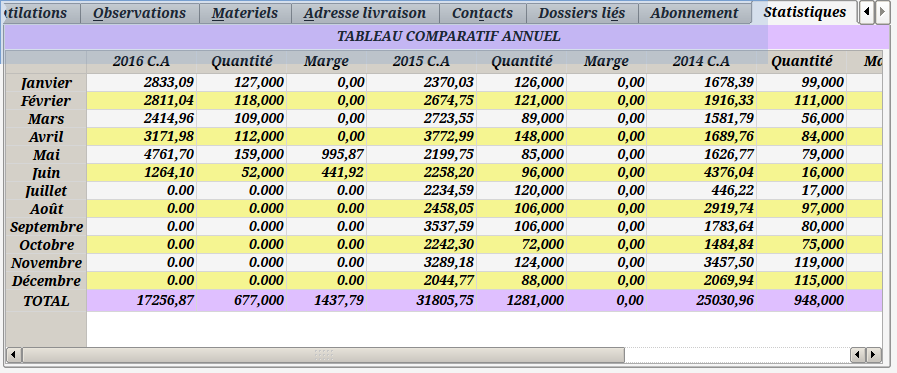 Observations Materiels Adresse livraison Contacts Dossiers liés Abonnement Statistiques
TABLEAU COMPARATIF ANNUEL
2016 C.A Quantité Marge 2015 C.A Quantité Marge 2014 C.A Quantité
Janvier 2833,09 127,000 0,00 2370,03 126,000 0,00 1678,39 99,000
Février 2811,04 118,000 0,00 2674,75 121,000 0,00 1916,33 111,000
Mars 2414,96 109,000 0,00 2723,55 89,000 0,00 1581,79 56,000
Avril 3171,98 112,000 0,00 3772,99 148,000 0,00 1689,76 84,000
Mai 4761,70 159,000 995,87 2199,75 85,000 0,00 1626,77 79,000
Juin 1264,10 52,000 441,92 2258,20 96,000 0,00 4376,04 16,000
Juillet 0.00 0.000 0.00 2234,59 120,000 0,00 446,22 17,000
Août 0.00 0.000 0.00 2458,05 106,000 0,00 2919,74 97,000
Septembre 0.00 0.000 0.00 3537,59 106,000 0,00 1783,64 80,000
Octobre 0.00 0.000 0.00 2242,30 72,000 0,00 1484,84 75,000
Novembre 0.00 0.000 0.00 3289,18 124,000 0,00 3457,50 119,000
Décembre 0.00 0.000 0.00 2044,77 88,000 0,00 2069,94 115,000
TOTAL 17256,87 677,000 1437,79 31805,75 1281,000 0,00 25030,96 948,000